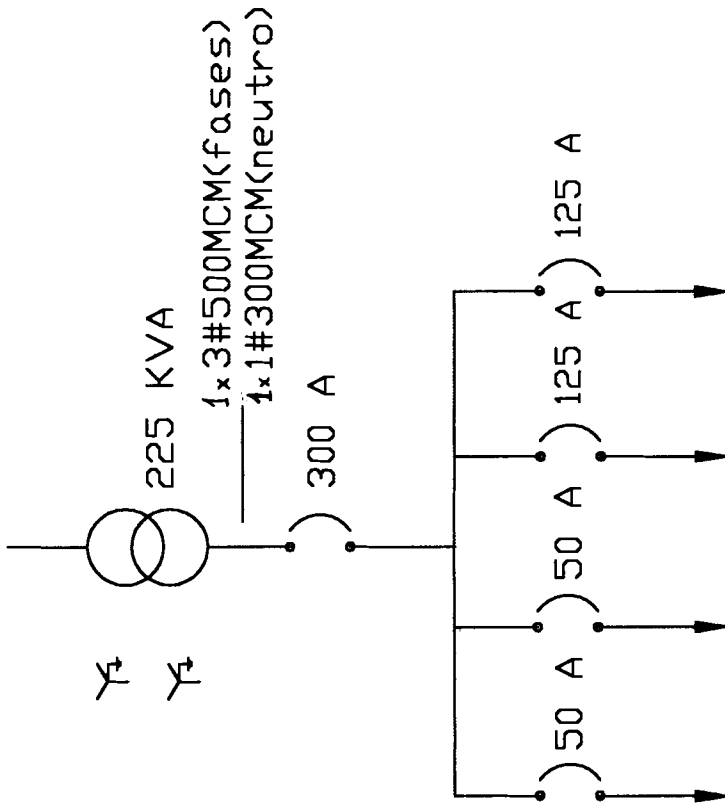 225 KVA
1x3#500MCM(fases)
1x1#300MCM(neutro)
300 A
50 A
50 A
125 A
125 A